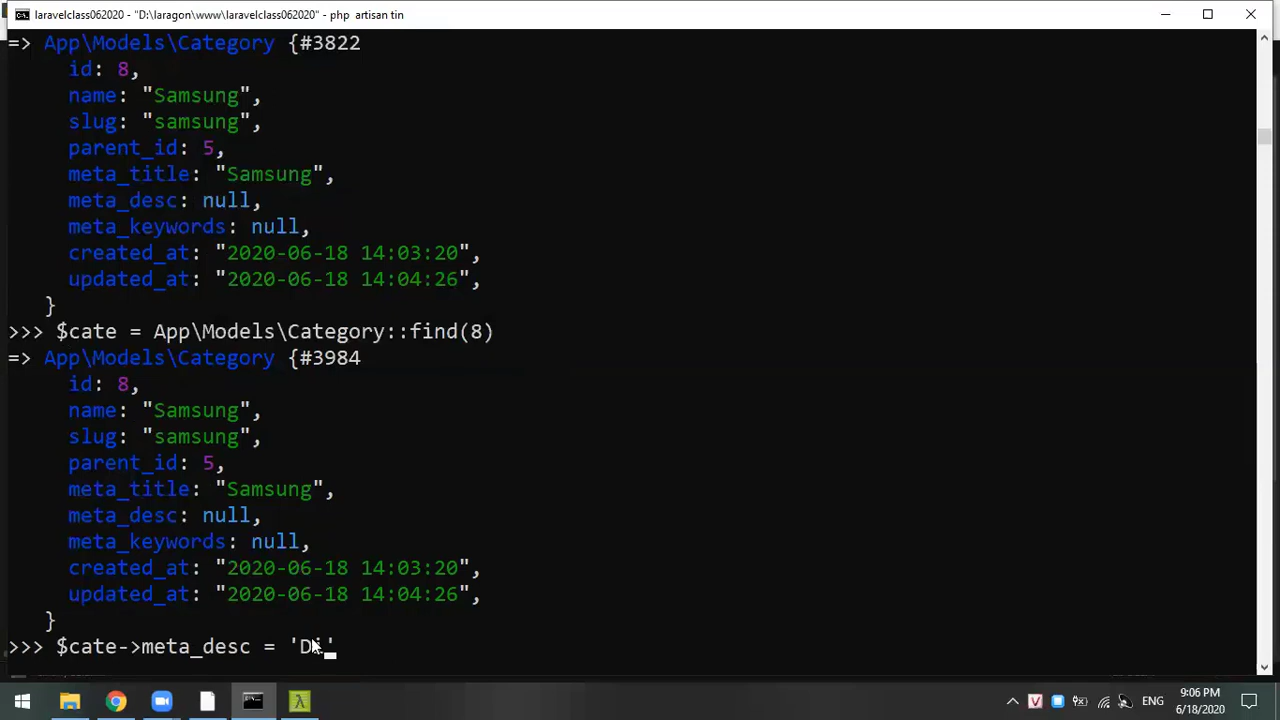 laravelclass062020 - "D:\laragon\www\laravelclass062020" - php  artisan tin
=> App\Models\Category {#3822
id: 8,
name: "Samsung",
slug: "samsung",
parent_id: 5,
meta_title: "Samsung",
meta_desc: null,
meta_keywords: null,
created_at: "2020-06-18 14:03:20",
updated_at: "2020-06-18 14:04:26",
}
>>> $cate = App\Models\Category::find(8)
=> App\Models\Category {#3984
id: 8,
name: "Samsung",
slug: "samsung",
parent_id: 5,
meta_title: "Samsung",
meta_desc: null,
meta_keywords: null,
created_at: "2020-06-18 14:03:20",
updated_at: "2020-06-18 14:04:26",
}
>>> $cate->meta_desc = 'Di'
ENG
9:06 PM
6/18/2020